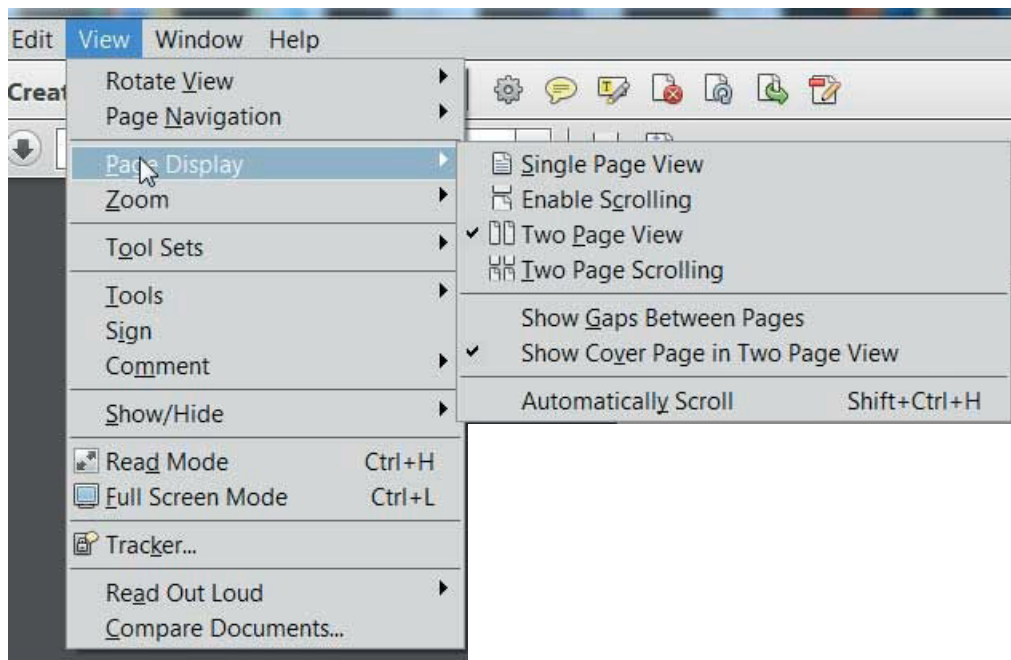 Edit View Window Help
Creat
Rotate View
Page Navigation
Page Display
Zoom
Tool Sets
Tools
Sign
Comment
Show/Hide
Read Mode Ctrl+H
Full Screen Mode Ctrl+L
Tracker...
Read Out Loud
Compare Documents...
Single Page View
Enable Scrolling
Two Page View
Two Page Scrolling
Show Gaps Between Pages
Show Cover Page in Two Page View
Automatically Scroll Shift+Ctrl+H